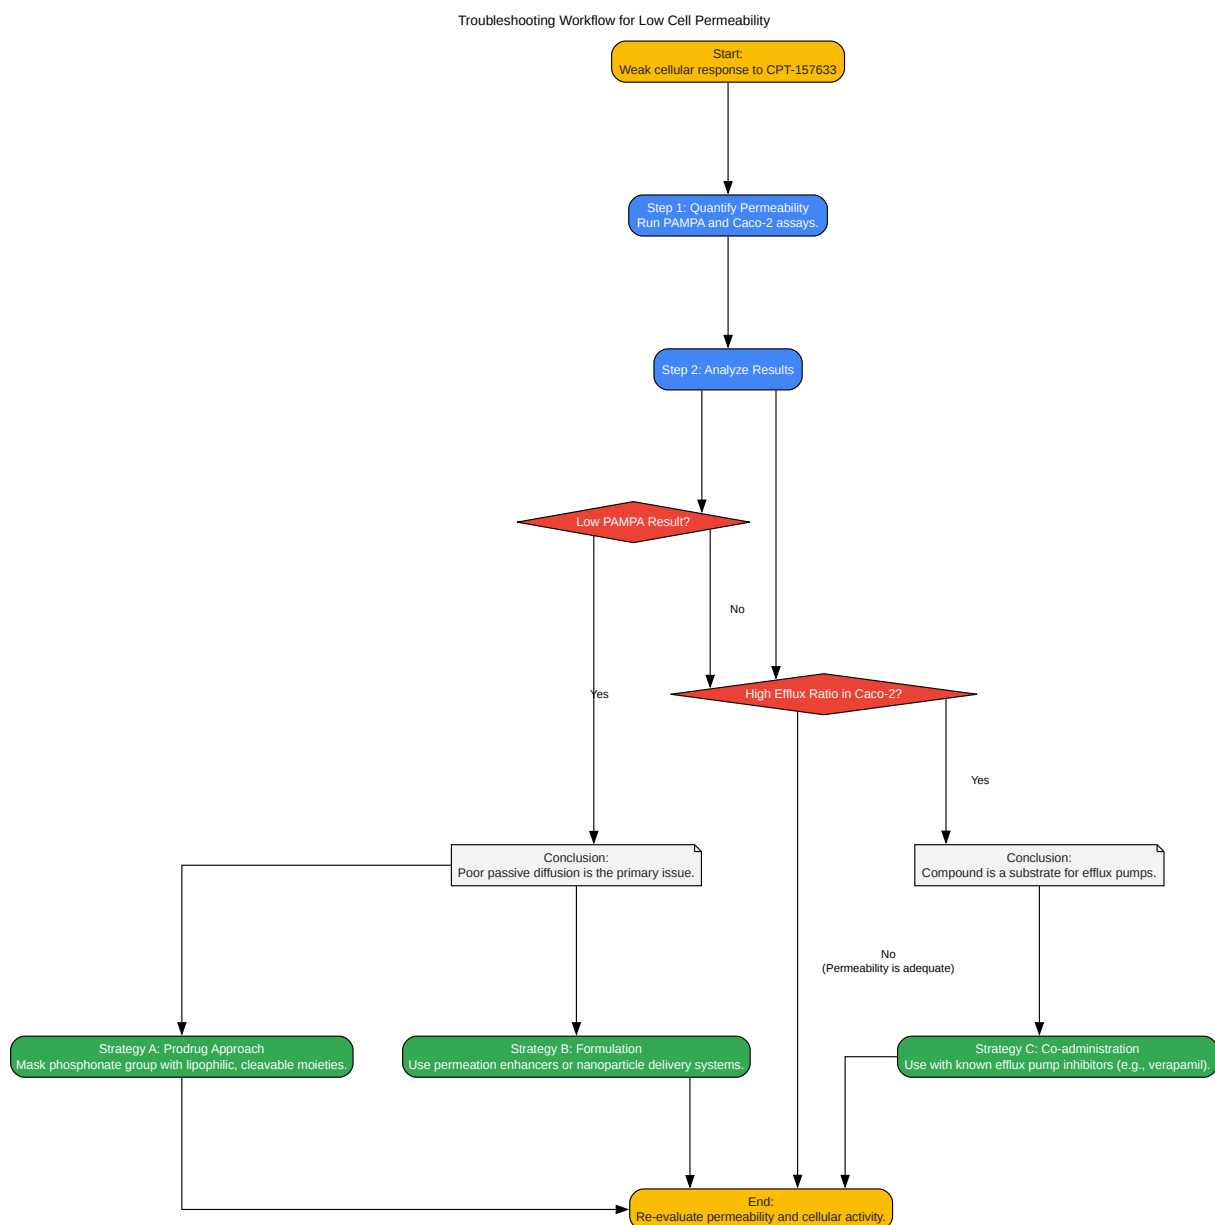 Troubleshooting Workflow for Low Cell Permeability
Start:
Weak cellular response to CPT-157633
Step 1: Quantify Permeability
Run PAMPA and Caco-2 assays.
Step 2: Analyze Results
Low PAMPA Result?
No
Yes
High Efflux Ratio in Caco-2?
Yes
Conclusion:
Poor passive diffusion is the primary issue.
Conclusion:
Compound is a substrate for efflux pumps.
No
(Permeability is adequate)
Strategy A: Prodrug Approach
Mask phosphonate group with lipophilic, cleavable moieties.
Strategy B: Formulation
Use permeation enhancers or nanoparticle delivery systems.
Strategy C: Co-administration
Use with known efflux pump inhibitors (e.g., verapamil).
End:
Re-evaluate permeability and cellular activity.